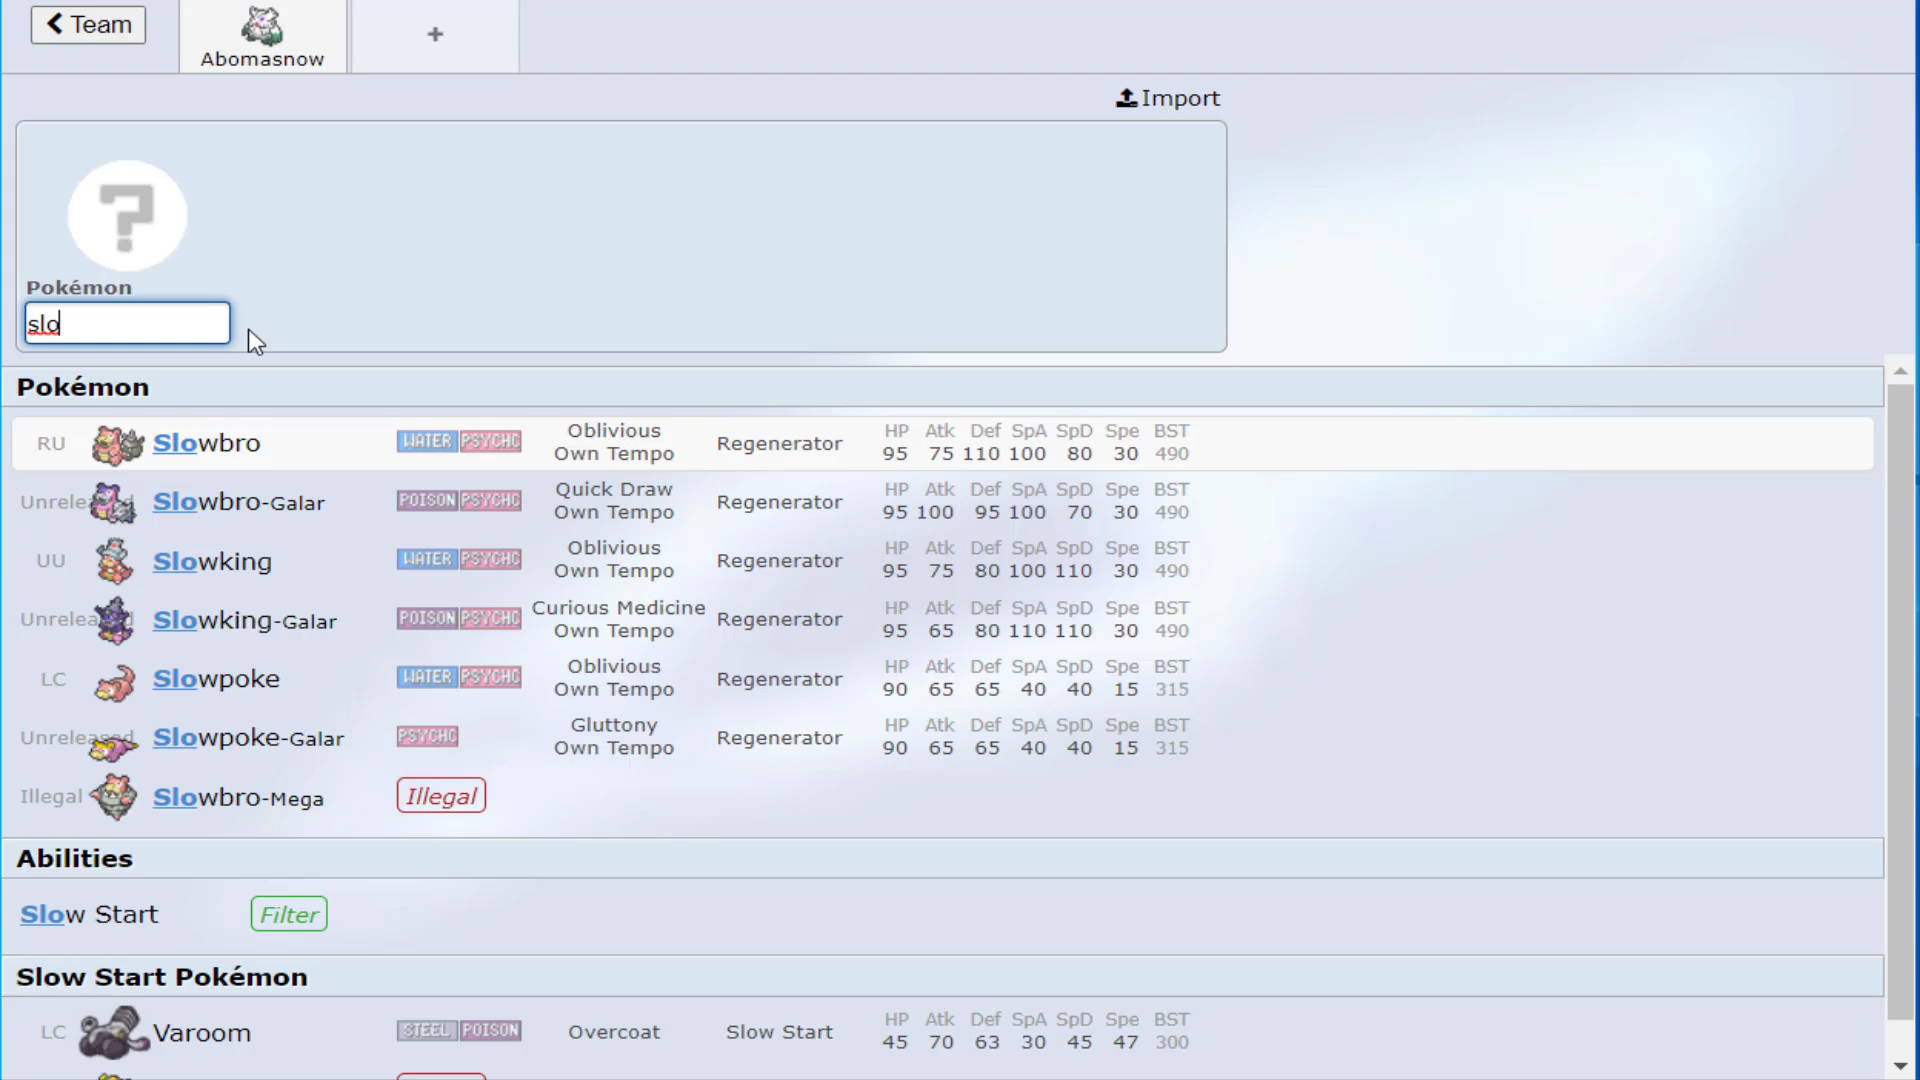 Team
Abomasnow
+
Import
Pokémon
slo
Pokémon
RU Slowbro WATER PSYCHC Oblivious Own Tempo Regenerator HP 95 Atk 75 Def 110 SpA 100 SpD 80 Spe 30 BST 490
Slowbro-Galar POISON PSYCHC Quick Draw Own Tempo Regenerator HP 95 Atk 100 Def 95 SpA 100 SpD 70 Spe 30 BST 490
UU Slowking WATER PSYCHC Oblivious Own Tempo Regenerator HP 95 Atk 75 Def 80 SpA 100 SpD 110 Spe 30 BST 490
Slowking-Galar POISON PSYCHC Curious Medicine Own Tempo Regenerator HP 95 Atk 65 Def 80 SpA 110 SpD 110 Spe 30 BST 490
LC Slowpoke WATER PSYCHC Oblivious Own Tempo Regenerator HP 90 Atk 65 Def 65 SpA 40 SpD 40 Spe 15 BST 315
Unreleased Slowpoke-Galar PSYCHC Gluttony Own Tempo Regenerator HP 90 Atk 65 Def 65 SpA 40 SpD 40 Spe 15 BST 315
Illegal Slowbro-Mega Illegal
Abilities
Slow Start Filter
Slow Start Pokémon
LC Varoom STEEL POISON Overcoat Slow Start HP 45 Atk 70 Def 63 SpA 30 SpD 45 Spe 47 BST 300